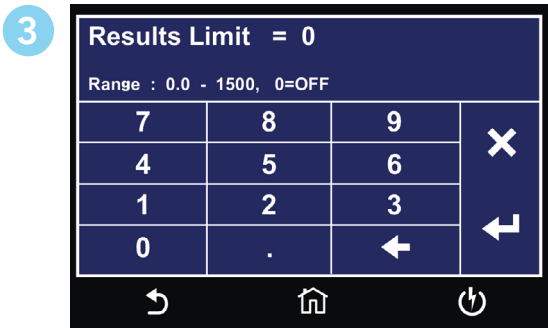 3
Results Limit = 0
Range : 0.0 - 1500, 0=OFF
7 8 9
4 5 6
1 2 3
0 .